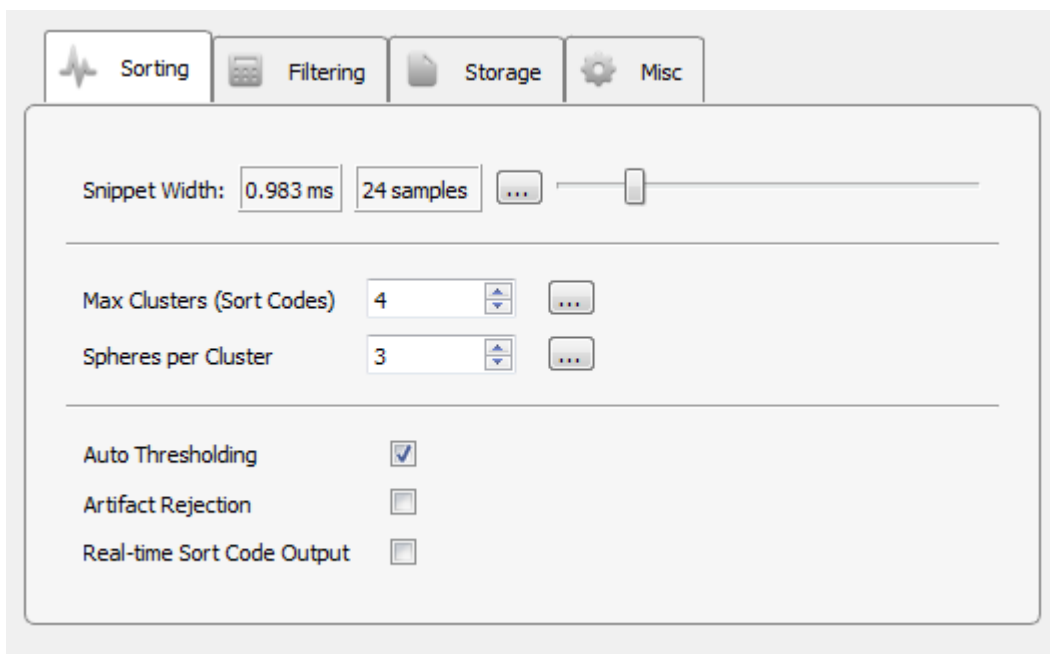 Sorting Filtering Storage Misc
Snippet Width: 0.983 ms 24 samples ...
Max Clusters (Sort Codes) 4 ...
Spheres per Cluster 3 ...
Auto Thresholding
Artifact Rejection
Real-time Sort Code Output